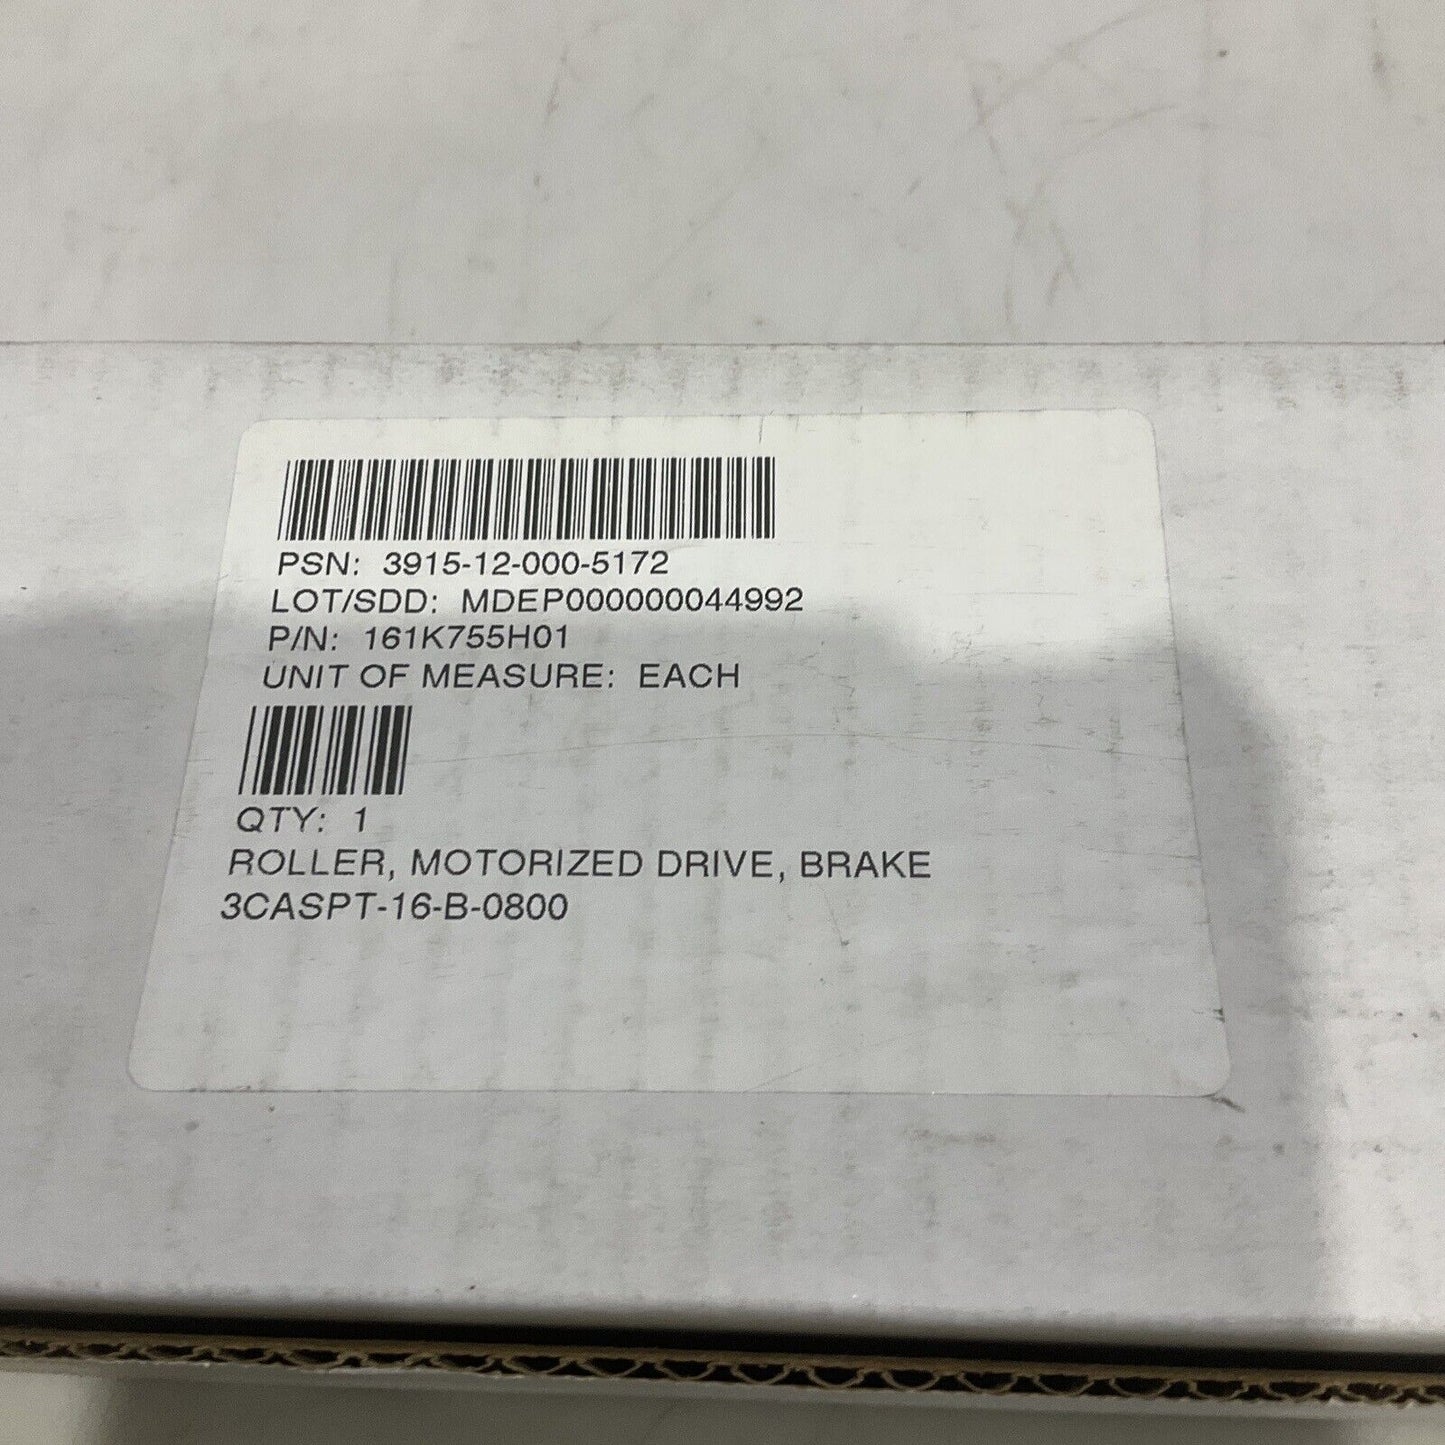 PSN: 3915-12-000-5172
LOT/SDD: MDEP000000044992
P/N: 161K755H01
UNIT OF MEASURE: EACH
QTY: 1
ROLLER, MOTORIZED DRIVE, BRAKE
3CASPT-16-B-0800